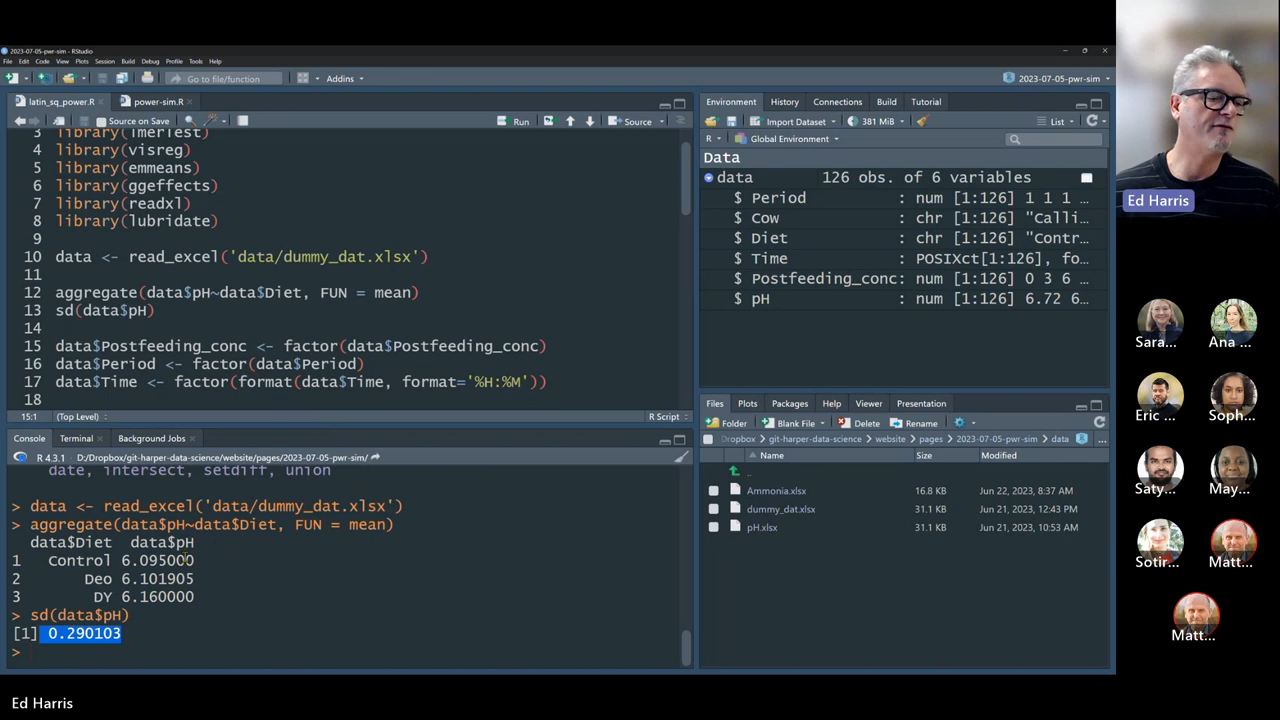 2023-07-05-pwr-sim - RStudio
File Edit Code View Plots Session Build Debug Profile Tools Help
Go to file/function
Addins
2023-07-05-pwr-sim
latin_sq_power.R
power-sim.R
Source on Save
Run
Source
3 library(lmerTest)
4 library(visreg)
5 library(emmeans)
6 library(ggeffects)
7 library(readxl)
8 library(lubridate)
9
10 data <- read_excel('data/dummy_dat.xlsx')
11
12 aggregate(data$pH~data$Diet, FUN = mean)
13 sd(data$pH)
14
15 data$Postfeeding_conc <- factor(data$Postfeeding_conc)
16 data$Period <- factor(data$Period)
17 data$Time <- factor(format(data$Time, format='%H:%M'))
18
15:1 (Top Level) R Script
Console Terminal Background Jobs
R 4.3.1 · D:/Dropbox/git-harper-data-science/website/pages/2023-07-05-pwr-sim/
date, intersect, setdiff, union
> data <- read_excel('data/dummy_dat.xlsx')
> aggregate(data$pH~data$Diet, FUN = mean)
data$Diet data$pH
1 Control 6.095000
2 Deo 6.101905
3 DY 6.160000
> sd(data$pH)
[1] 0.290103
>
Environment History Connections Build Tutorial
Import Dataset 381 MiB List
R Global Environment
Data
data 126 obs. of 6 variables
$ Period : num [1:126] 1 1 1 …
$ Cow : chr [1:126] "Calli…
$ Diet : chr [1:126] "Contr…
$ Time : POSIXct[1:126], fo…
$ Postfeeding_conc: num [1:126] 0 3 6 …
$ pH : num [1:126] 6.72 6…
Files Plots Packages Help Viewer Presentation
Folder Blank File Delete Rename
Dropbox > git-harper-data-science > website > pages > 2023-07-05-pwr-sim > data
Name Size Modified
..
Ammonia.xlsx 16.8 KB Jun 22, 2023, 8:37 AM
dummy_dat.xlsx 31.1 KB Jun 21, 2023, 12:43 PM
pH.xlsx 31.1 KB Jun 21, 2023, 10:53 AM
Ed Harris
Sara… Ana …
Eric … Soph…
Saty… May…
Sotir… Matt…
Matt…
Ed Harris